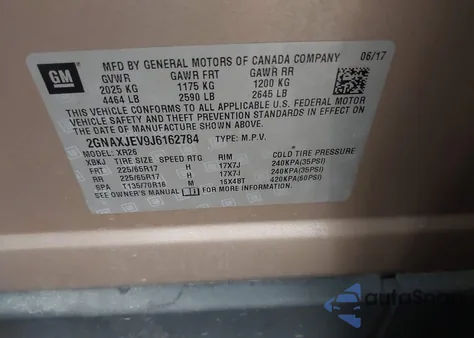 GM
MFD BY GENERAL MOTORS OF CANADA COMPANY 06/17
GVWR GAWR FRT GAWR RR
2025 KG 1175 KG 1200 KG
4464 LB 2590 LB 2645 LB
THIS VEHICLE CONFORMS TO ALL APPLICABLE U.S. FEDERAL MOTOR
VEHICLE SAFETY AND THEFT PREVENTION STANDARDS IN EFFECT ON
THE DATE OF MANUFACTURE SHOWN ABOVE.
2GNAXJEV9J6162784 TYPE: M.P.V.
MODEL: XR26
XBKJ TIRE SIZE SPEED RTG RIM COLD TIRE PRESSURE
FRT 225/65R17 H 17X7J 240KPA(35PSI)
RR 225/65R17 H 17X7J 240KPA(35PSI)
SPA T135/70R16 M 16X4BT 420KPA(60PSI)
SEE OWNER'S MANUAL FOR MORE INFORMATION.